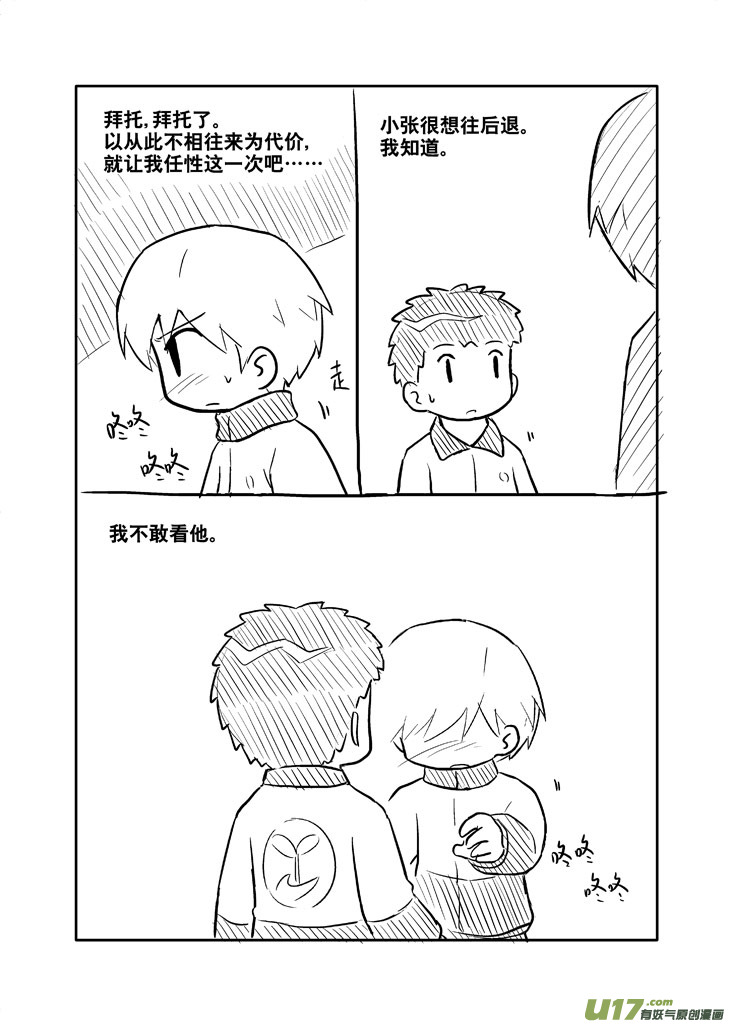 拜托,拜托了。
以从此不相往来为代价,
就让我任性这一次吧……
走
咚咚
咚咚
小张很想往后退。
我知道。
我不敢看他。
咚咚
咚咚
U17.com
有妖气原创漫画